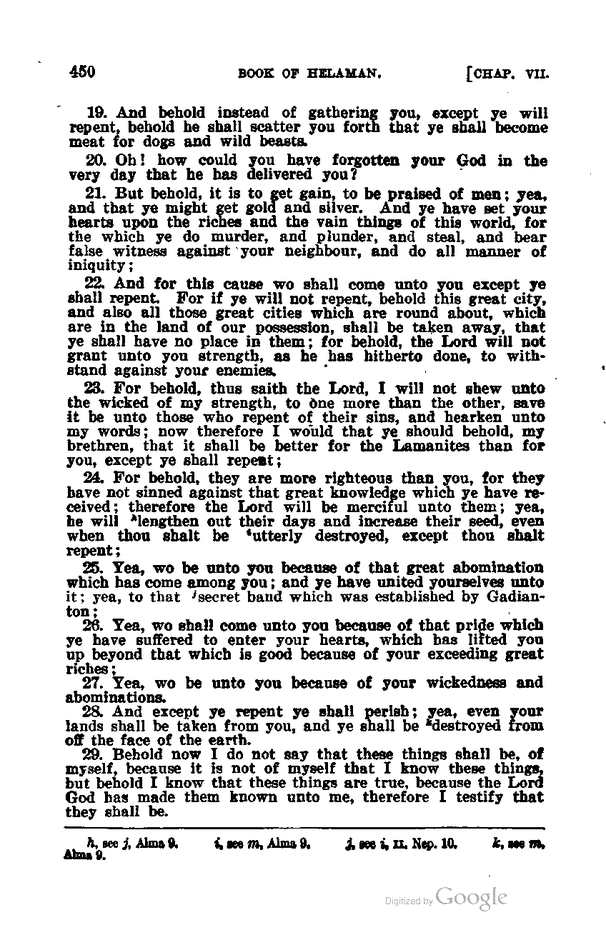 450 BOOK OF HELAMAN. [CHAP. VII.
19. And behold instead of gathering you, except ye will
repent, behold he shall scatter you forth that ye shall become
meat for dogs and wild beasts.
20. Oh! how could you have forgotten your God in the
very day that he has delivered you?
21. But behold, it is to get gain, to be praised of men; yea,
and that ye might get gold and silver. And ye have set your
hearts upon the riches and the vain things of this world, for
the which ye do murder, and plunder, and steal, and bear
false witness against your neighbour, and do all manner of
iniquity;
22. And for this cause wo shall come unto you except ye
shall repent. For if ye will not repent, behold this great city,
and also all those great cities which are round about, which
are in the land of our possession, shall be taken away, that
ye shall have no place in them; for behold, the Lord will not
grant unto you strength, as he has hitherto done, to with-
stand against your enemies.
23. For behold, thus saith the Lord, I will not shew unto
the wicked of my strength, to one more than the other, save
it be unto those who repent of their sins, and hearken unto
my words; now therefore I would that ye should behold, my
brethren, that it shall be better for the Lamanites than for
you, except ye shall repent;
24. For behold, they are more righteous than you, for they
have not sinned against that great knowledge which ye have re-
ceived; therefore the Lord will be merciful unto them; yea,
he will hlengthen out their days and increase their seed, even
when thou shalt be iutterly destroyed, except thou shalt
repent;
25. Yea, wo be unto you because of that great abomination
which has come among you; and ye have united yourselves unto
it; yea, to that jsecret band which was established by Gadian-
ton;
26. Yea, wo shall come unto you because of that pride which
ye have suffered to enter your hearts, which has lifted you
up beyond that which is good because of your exceeding great
riches;
27. Yea, wo be unto you because of your wickedness and
abominations.
28. And except ye repent ye shall perish; yea, even your
lands shall be taken from you, and ye shall be kdestroyed from
off the face of the earth.
29. Behold now I do not say that these things shall be, of
myself, because it is not of myself that I know these things,
but behold I know that these things are true, because the Lord
God has made them known unto me, therefore I testify that
they shall be.
h, see j, Alma 9. i, see m, Alma 9. j, see i, II. Nep. 10. k, see m,
Alma 9.
Digitized by Google